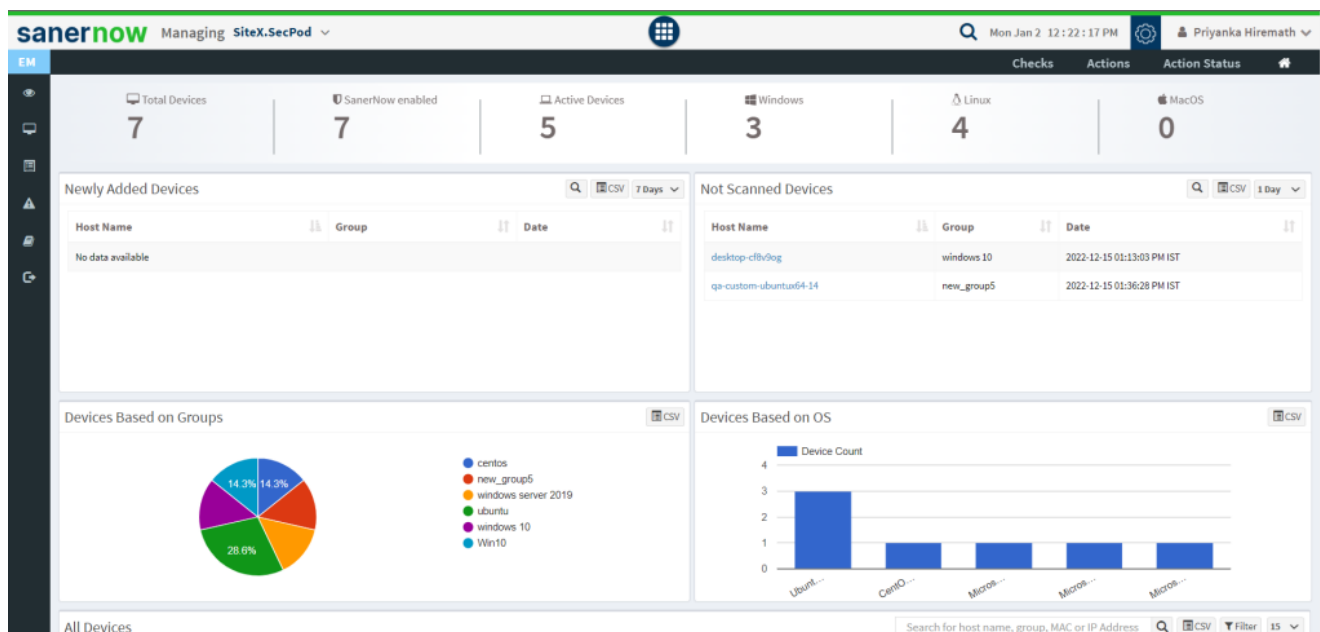 sanernow Managing SiteX.SecPod Mon Jan 2 12:22:17 PM Priyanka Hiremath
EM Checks Actions Action Status
Total Devices SanerNow enabled Active Devices Windows Linux MacOS
7 7 5 3 4 0
Newly Added Devices CSV 7 Days
Host Name Group Date
No data available
Not Scanned Devices CSV 1 Day
Host Name Group Date
desktop-cf8v9og windows 10 2022-12-15 01:13:03 PM IST
qa-custom-ubuntux64-14 new_group5 2022-12-15 01:36:28 PM IST
Devices Based on Groups CSV
14.3% 14.3%
28.6%
centos
new_group5
windows server 2019
ubuntu
windows 10
Win10
Devices Based on OS CSV
Device Count
4
3
2
1
0
Ubunt... CentO... Micros... Micros... Micros...
All Devices Search for host name, group, MAC or IP Address CSV Filter 15